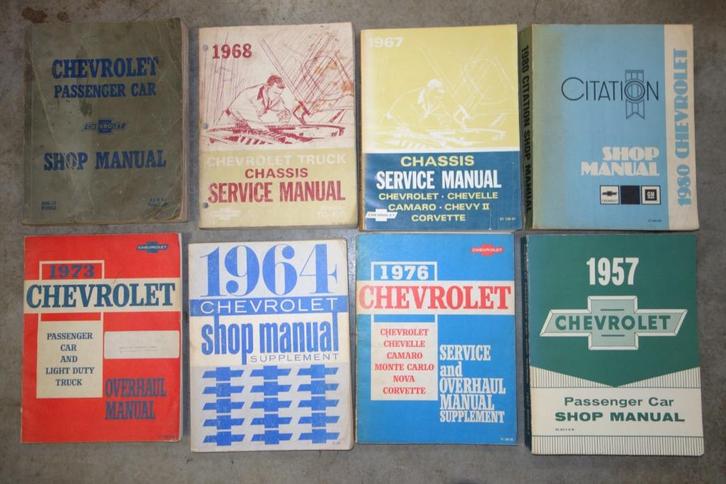 CHEVROLET
PASSENGER CAR
CHEVROLET
SHOP MANUAL
1968
CHEVROLET TRUCK
CHASSIS
SERVICE MANUAL
1967
CHASSIS
SERVICE MANUAL
CHEVROLET • CHEVELLE
CAMARO • CHEVY II
CORVETTE
1980 CITATION SHOP MANUAL
CITATION
SHOP
MANUAL
CHEVROLET
GM
1980 CHEVROLET
CHEVROLET
1973
CHEVROLET
PASSENGER
CAR
AND
LIGHT DUTY
TRUCK
OVERHAUL
MANUAL
1964
CHEVROLET
shop manual
SUPPLEMENT
CHEVROLET
1976
CHEVROLET
CHEVROLET
CHEVELLE
CAMARO
MONTE CARLO
NOVA
CORVETTE
SERVICE
and
OVERHAUL
MANUAL
SUPPLEMENT
1957
CHEVROLET
Passenger Car
SHOP MANUAL